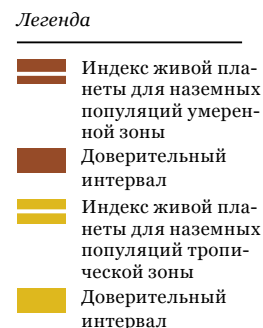 Легенда
Индекс живой пла-
неты для наземных
популяций умерен-
ной зоны
Доверительный
интервал
Индекс живой пла-
неты для наземных
популяций тропи-
ческой зоны
Доверительный
интервал